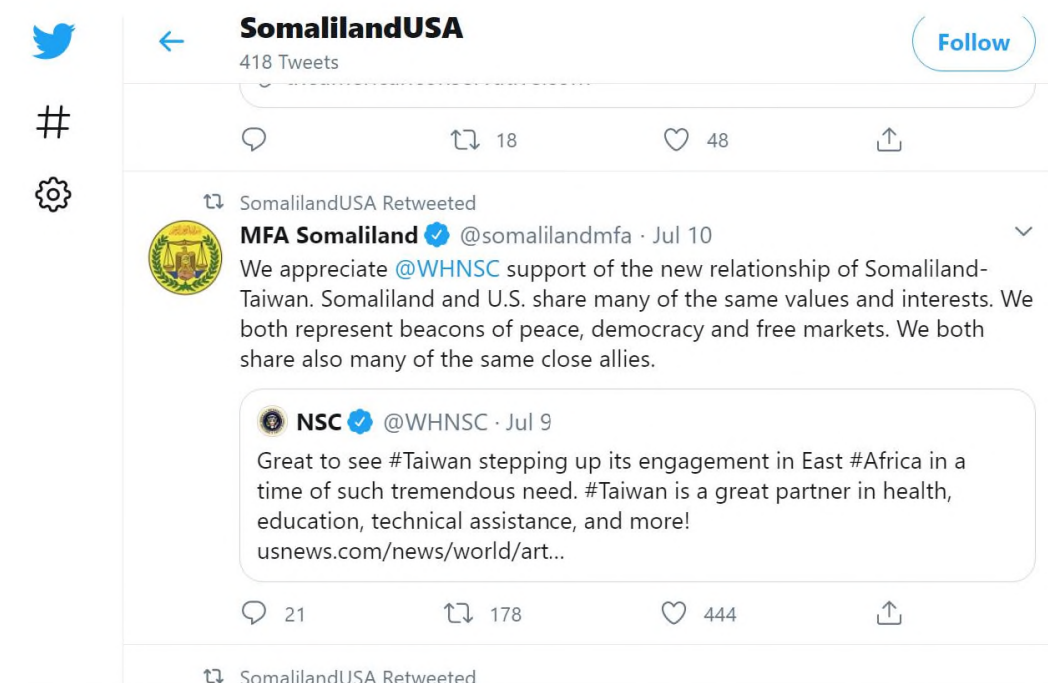 SomalilandUSA
418 Tweets
Follow
18
48
SomalilandUSA Retweeted
MFA Somaliland @somalilandmfa · Jul 10
We appreciate @WHNSC support of the new relationship of Somaliland-
Taiwan. Somaliland and U.S. share many of the same values and interests. We
both represent beacons of peace, democracy and free markets. We both
share also many of the same close allies.
NSC @WHNSC · Jul 9
Great to see #Taiwan stepping up its engagement in East #Africa in a
time of such tremendous need. #Taiwan is a great partner in health,
education, technical assistance, and more!
usnews.com/news/world/art...
21
178
444
SomalilandUSA Retweeted